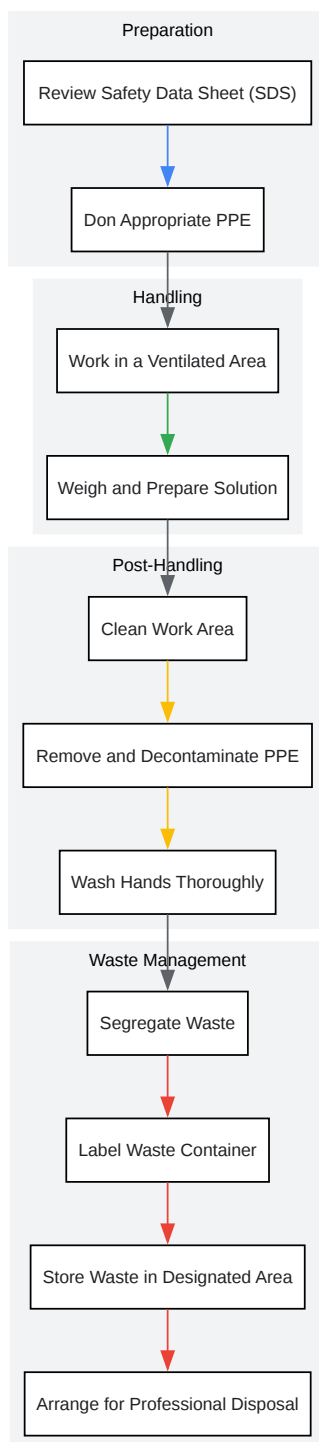 Preparation
Review Safety Data Sheet (SDS)
Don Appropriate PPE
Handling
Work in a Ventilated Area
Weigh and Prepare Solution
Post-Handling
Clean Work Area
Remove and Decontaminate PPE
Wash Hands Thoroughly
Waste Management
Segregate Waste
Label Waste Container
Store Waste in Designated Area
Arrange for Professional Disposal